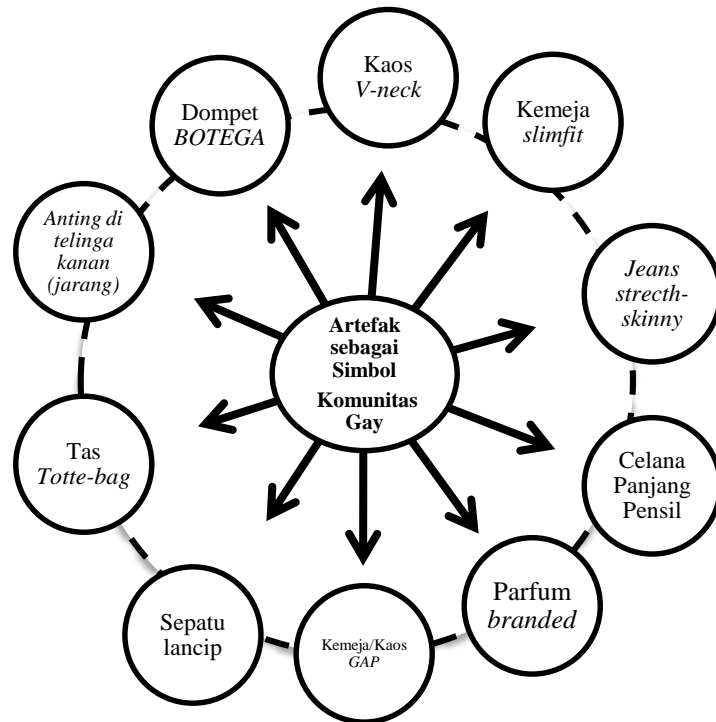 Kaos
V-neck
Kemeja
slimfit
Jeans
strecth-
skinny
Celana
Panjang
Pensil
Parfum
branded
Kemeja/Kaos
GAP
Sepatu
lancip
Tas
Totte-bag
Anting di
telinga
kanan
(jarang)
Dompet
BOTEGA
Artefak
sebagai
Simbol
Komunitas
Gay